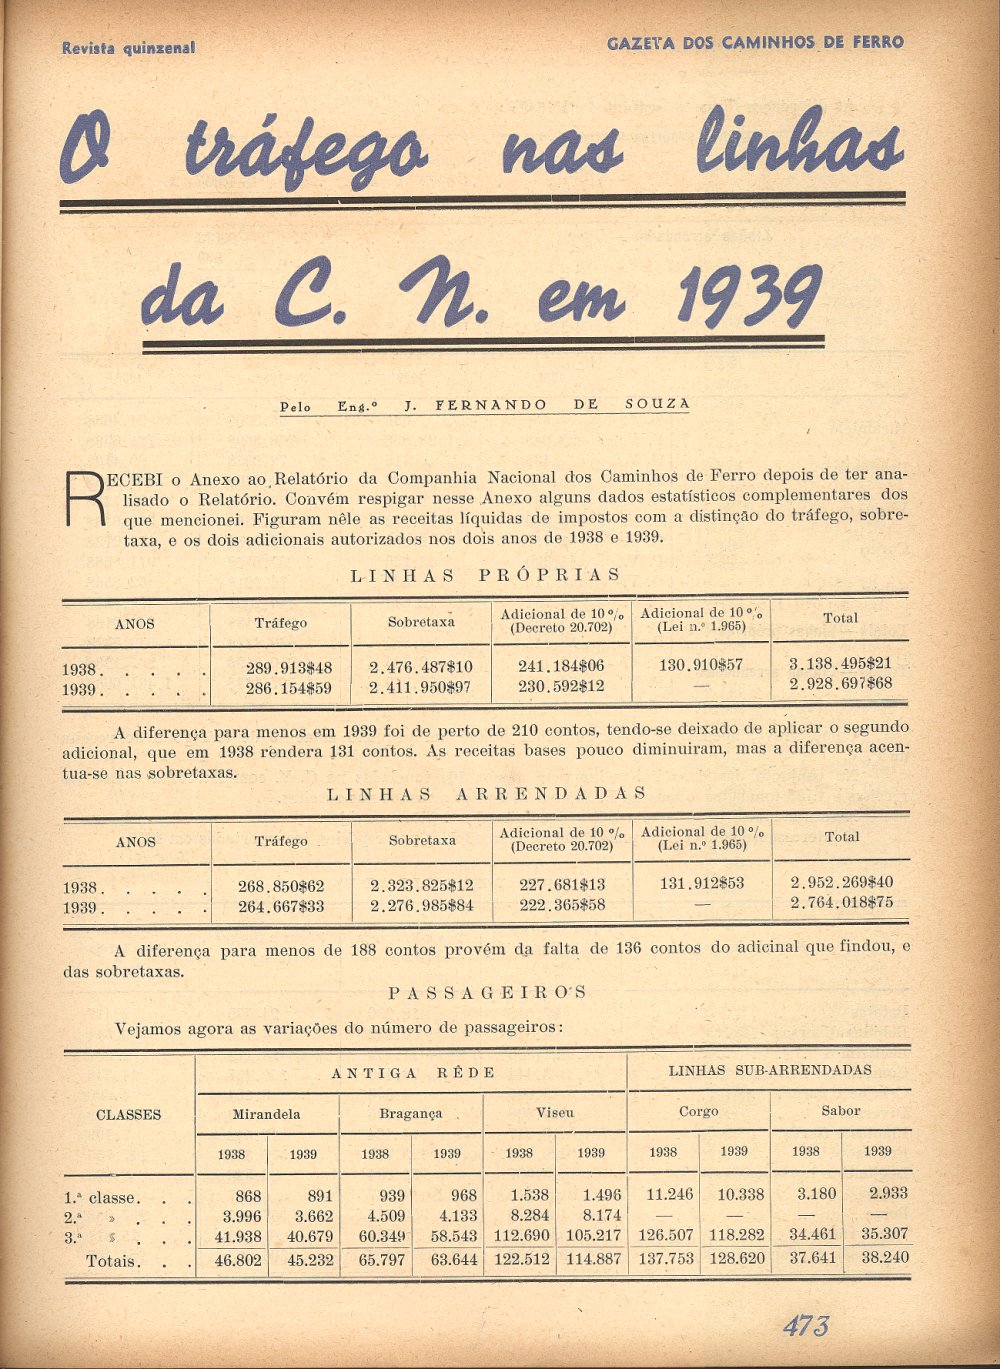 Revista quinzenal GAZETA DOS CAMINHOS DE FERRO
O tráfego nas linhas
da C. N. em 1939
Pelo Eng.º J. FERNANDO DE SOUZA
RECEBI o Anexo ao Relatório da Companhia Nacional dos Caminhos de Ferro depois de ter ana-
lisado o Relatório. Convém respigar nesse Anexo alguns dados estatísticos complementares dos
que mencionei. Figuram nêle as receitas líquidas de impostos com a distinção do tráfego, sobre-
taxa, e os dois adicionais autorizados nos dois anos de 1938 e 1939.
LINHAS PRÓPRIAS
ANOS Tráfego Sobretaxa Adicional de 10 % (Decreto 20.702) Adicional de 10 % (Lei n.º 1.965) Total
1938. . . . . 289.913$48 2.476.487$10 241.184$06 130.910$57 3.138.495$21
1939. . . . . 286.154$59 2.411.950$97 230.592$12 — 2.928.697$68
A diferença para menos em 1939 foi de perto de 210 contos, tendo-se deixado de aplicar o segundo
adicional, que em 1938 rendera 131 contos. As receitas bases pouco diminuiram, mas a diferença acen-
tua-se nas sobretaxas.
LINHAS ARRENDADAS
ANOS Tráfego Sobretaxa Adicional de 10 % (Decreto 20.702) Adicional de 10 % (Lei n.º 1.965) Total
1938. . . . . 268.850$62 2.323.825$12 227.681$13 131.912$53 2.952.269$40
1939. . . . . 264.667$33 2.276.985$84 222.365$58 — 2.764.018$75
A diferença para menos de 188 contos provém da falta de 136 contos do adicinal que findou, e
das sobretaxas.
PASSAGEIROS
Vejamos agora as variações do número de passageiros:
CLASSES ANTIGA RÊDE LINHAS SUB-ARRENDADAS
Mirandela Bragança Viseu Corgo Sabor
1938 1939 1938 1939 1938 1939 1938 1939 1938 1939
1.ª classe. . . 868 891 939 968 1.538 1.496 11.246 10.338 3.180 2.933
2.ª » . . . 3.996 3.662 4.509 4.133 8.284 8.174 — — — —
3.ª » . . . 41.938 40.679 60.349 58.543 112.690 105.217 126.507 118.282 34.461 35.307
Totais. . . 46.802 45.232 65.797 63.644 122.512 114.887 137.753 128.620 37.641 38.240
473